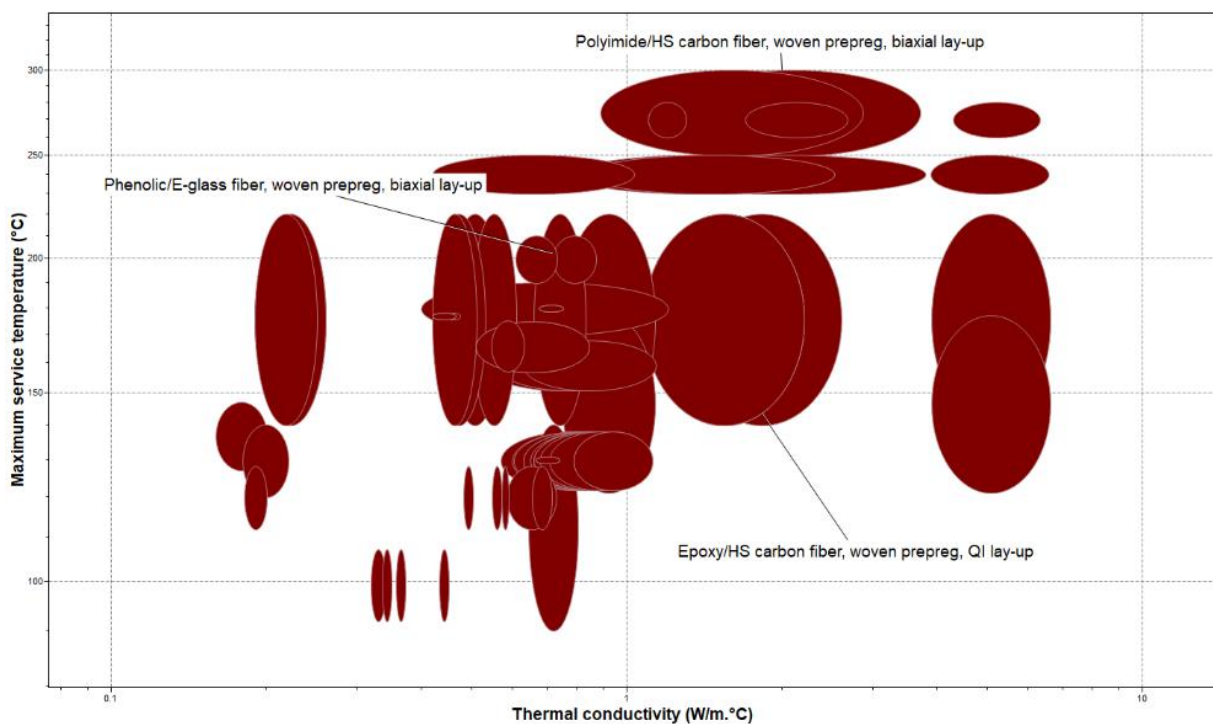 Polyimide/HS carbon fiber, woven prepreg, biaxial lay-up
300
250
Phenolic/E-glass fiber, woven prepreg, biaxial lay-up
200
Maximum service temperature (°C)
150
Epoxy/HS carbon fiber, woven prepreg, QI lay-up
100
0.1
1
10
Thermal conductivity (W/m.°C)